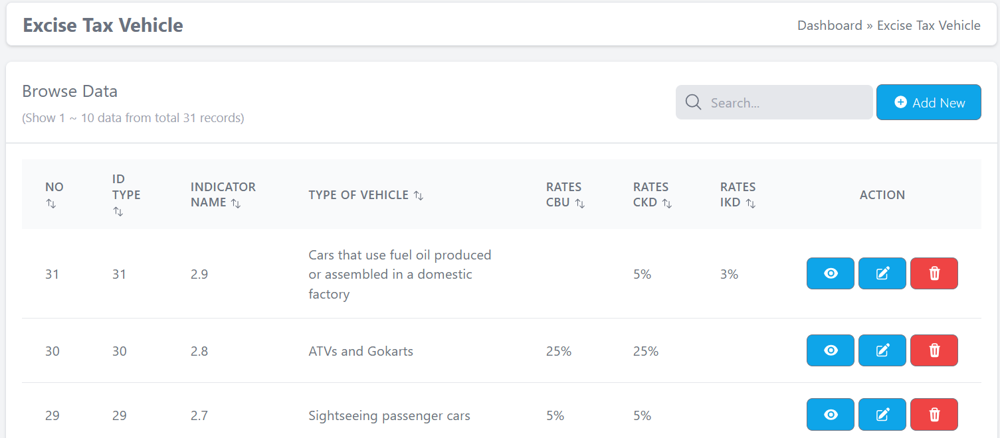 Excise Tax Vehicle
Dashboard » Excise Tax Vehicle
Browse Data
(Show 1 ~ 10 data from total 31 records)
Search...
Add New
NO
ID
TYPE
INDICATOR
NAME
TYPE OF VEHICLE
RATES
CBU
RATES
CKD
RATES
IKD
ACTION
31
31
2.9
Cars that use fuel oil produced
or assembled in a domestic
factory
5%
3%
30
30
2.8
ATVs and Gokarts
25%
25%
29
29
2.7
Sightseeing passenger cars
5%
5%